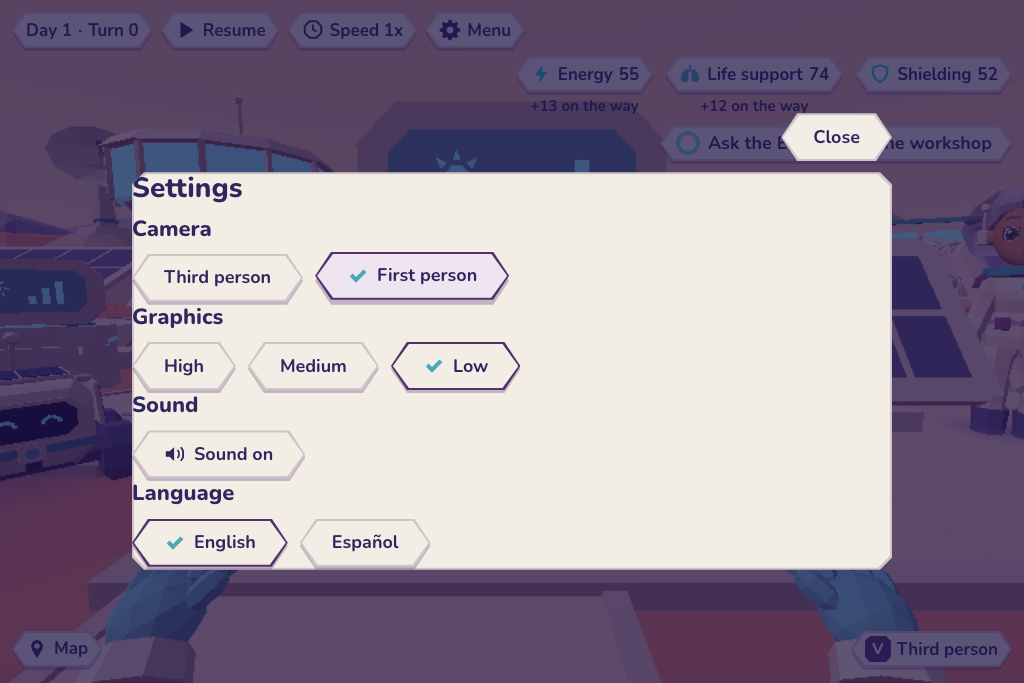 Day 1 · Turn 0
Resume
Speed 1x
Menu
Energy 55
Life support 74
Shielding 52
+13 on the way
+12 on the way
Ask the
workshop
Close
Settings
Camera
Third person
First person
Graphics
High
Medium
Low
Sound
Sound on
Language
English
Español
Map
V Third person